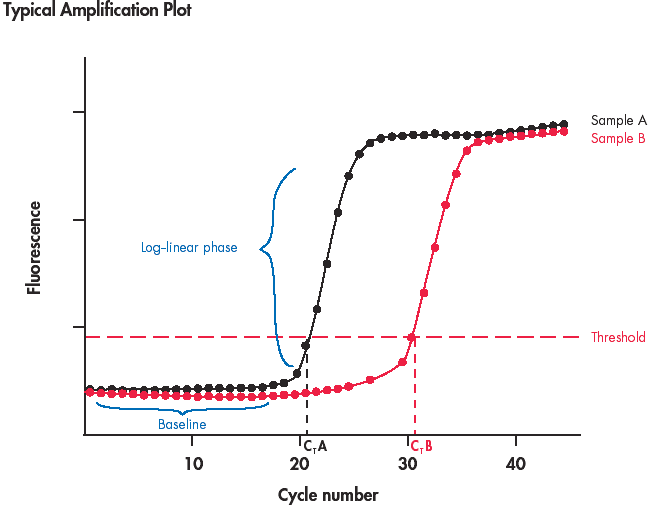 Typical Amplification Plot
Sample A
Sample B
Fluorescence
Log–linear phase
Threshold
Baseline
CTA
CTB
10
20
30
40
Cycle number